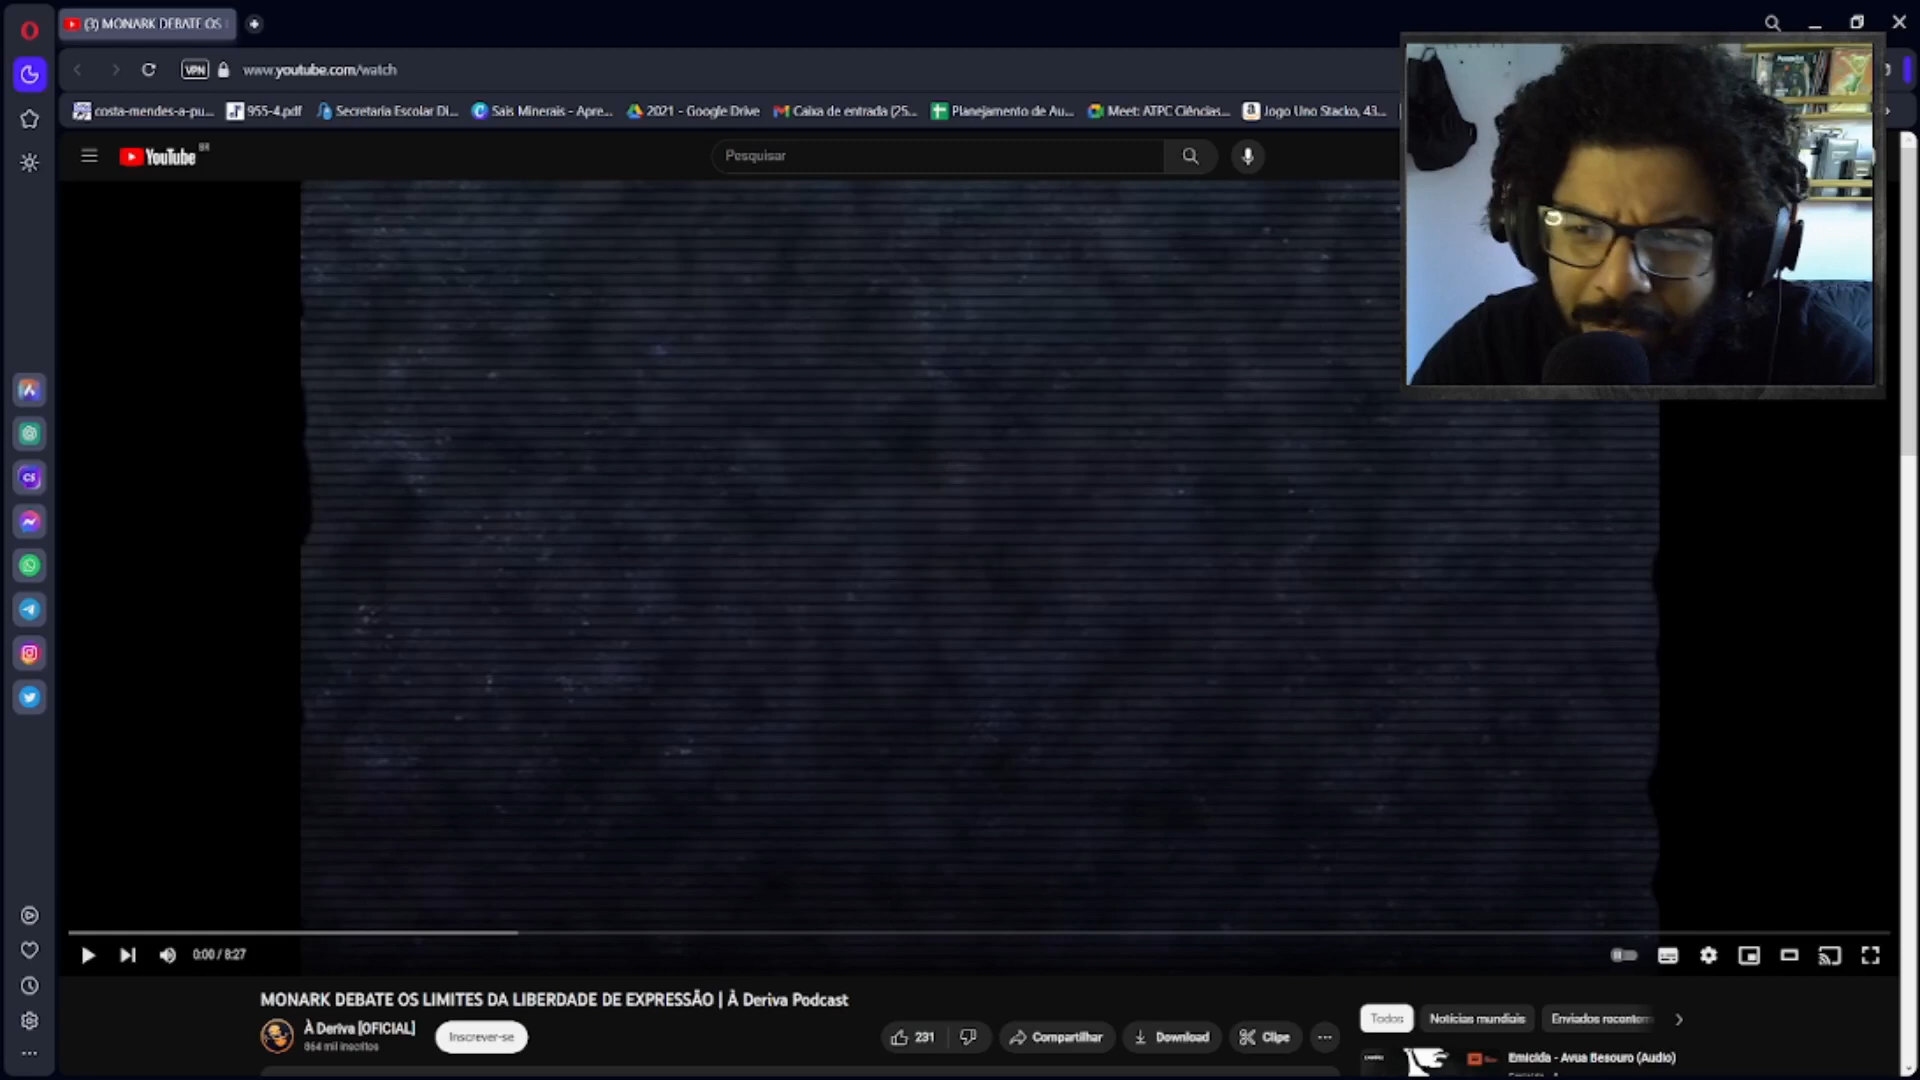 (3) MONARK DEBATE OS
VPN
www.youtube.com/watch
costa-mendes-a-pu...
955-4.pdf
Secretaria Escolar Di...
Sais Minerais - Apre...
2021 - Google Drive
Caixa de entrada (25...
Planejamento de Au...
Meet: ATPC Ciências...
Jogo Uno Stacko, 43...
YouTube BR
Pesquisar
CS
0:00 / 8:27
MONARK DEBATE OS LIMITES DA LIBERDADE DE EXPRESSÃO | À Deriva Podcast
À Deriva [OFICIAL]
864 mil inscritos
Inscrever-se
231
Compartilhar
Download
Clipe
Todos
Notícias mundiais
Enviados recentem
Emicida - Avua Besouro (Audio)